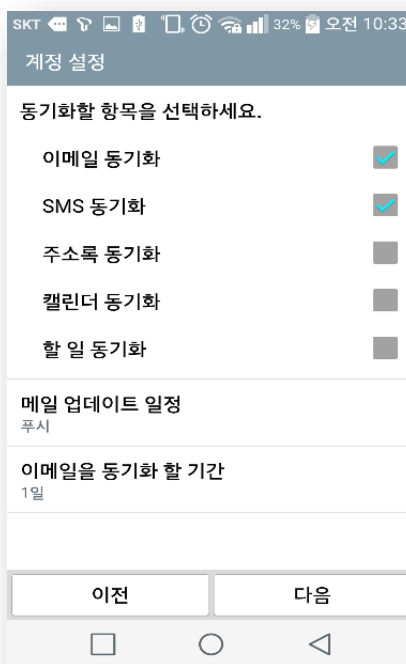 SKT 32% 오전 10:33
계정 설정
동기화할 항목을 선택하세요.
이메일 동기화
SMS 동기화
주소록 동기화
캘린더 동기화
할 일 동기화
메일 업데이트 일정
푸시
이메일을 동기화 할 기간
1일
이전 다음